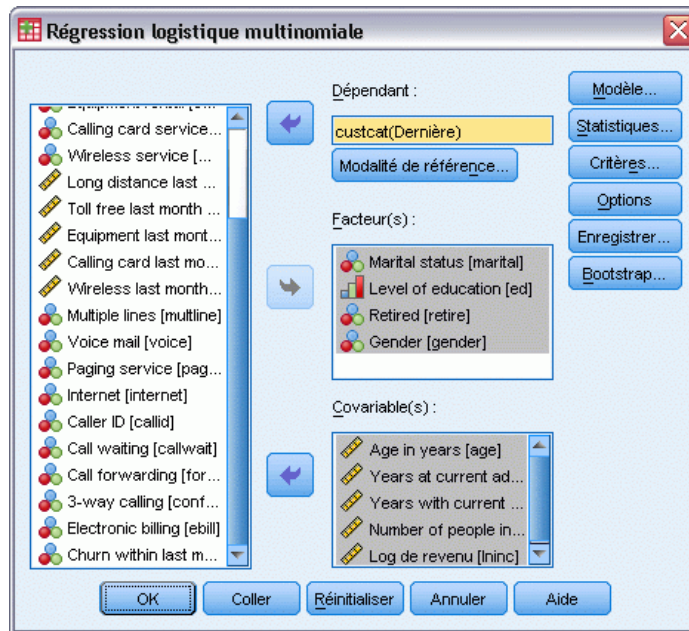 Régression logistique multinomiale
Calling card service...
Wireless service [...
Long distance last ...
Toll free last month ...
Equipment last mont...
Calling card last mo...
Wireless last month...
Multiple lines [multline]
Voice mail [voice]
Paging service [pag...
Internet [internet]
Caller ID [callid]
Call waiting [callwait]
Call forwarding [for...
3-way calling [conf...
Electronic billing [ebill]
Churn within last m...
Dépendant :
custcat(Dernière)
Modalité de référence...
Facteur(s) :
Marital status [marital]
Level of education [ed]
Retired [retire]
Gender [gender]
Covariable(s) :
Age in years [age]
Years at current ad...
Years with current ...
Number of people in...
Log de revenu [lninc]
Modèle...
Statistiques...
Critères...
Options
Enregistrer...
Bootstrap...
OK
Coller
Réinitialiser
Annuler
Aide